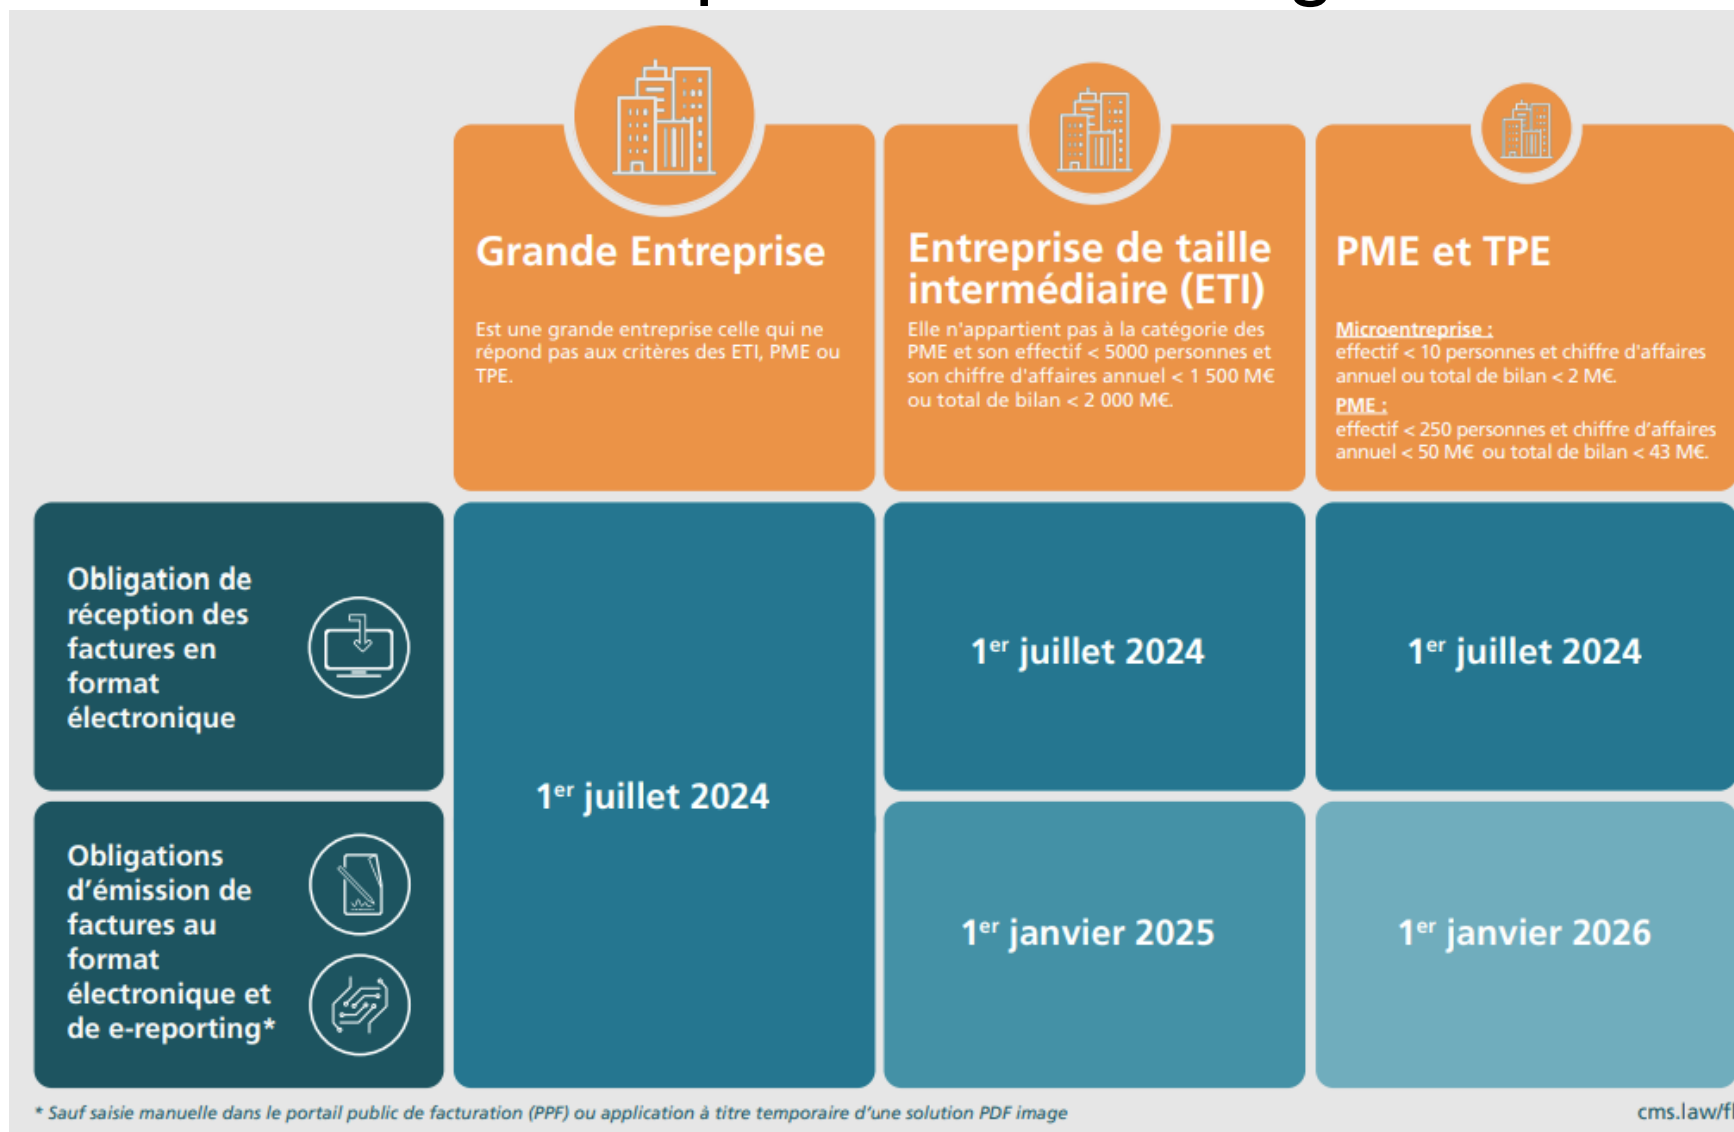 Grande Entreprise
Est une grande entreprise celle qui ne
répond pas aux critères des ETI, PME ou
TPE.
Entreprise de taille
intermédiaire (ETI)
Elle n'appartient pas à la catégorie des
PME et son effectif < 5000 personnes et
son chiffre d'affaires annuel < 1 500 M€
ou total de bilan < 2 000 M€.
PME et TPE
Microentreprise :
effectif < 10 personnes et chiffre d'affaires
annuel ou total de bilan < 2 M€.
PME :
effectif < 250 personnes et chiffre d’affaires
annuel < 50 M€ ou total de bilan < 43 M€.
Obligation de
réception des
factures en
format
électronique
1er juillet 2024
1er juillet 2024
1er juillet 2024
Obligations
d’émission de
factures au
format
électronique et
de e-reporting*
1er janvier 2025
1er janvier 2026
* Sauf saisie manuelle dans le portail public de facturation (PPF) ou application à titre temporaire d’une solution PDF image
cms.law/fl